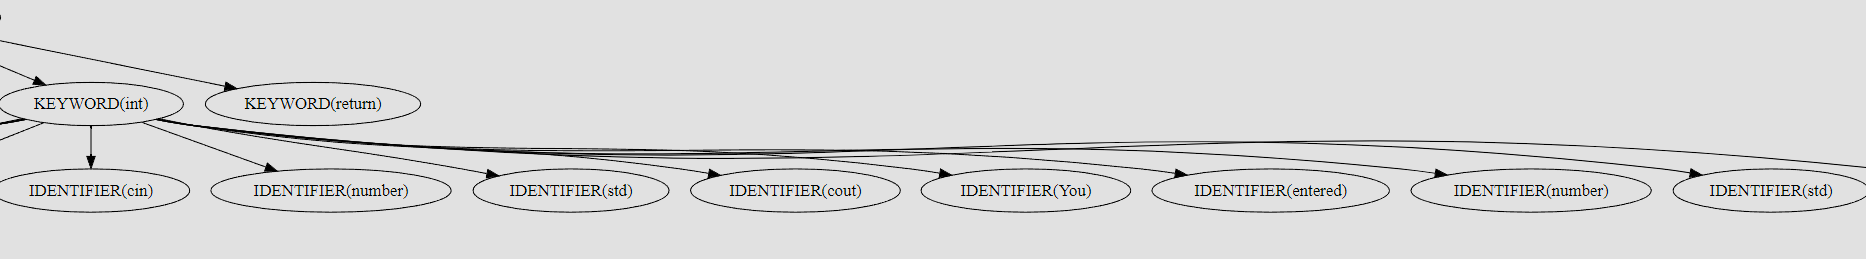 KEYWORD(int)
KEYWORD(return)
IDENTIFIER(cin)
IDENTIFIER(number)
IDENTIFIER(std)
IDENTIFIER(cout)
IDENTIFIER(You)
IDENTIFIER(entered)
IDENTIFIER(number)
IDENTIFIER(std)